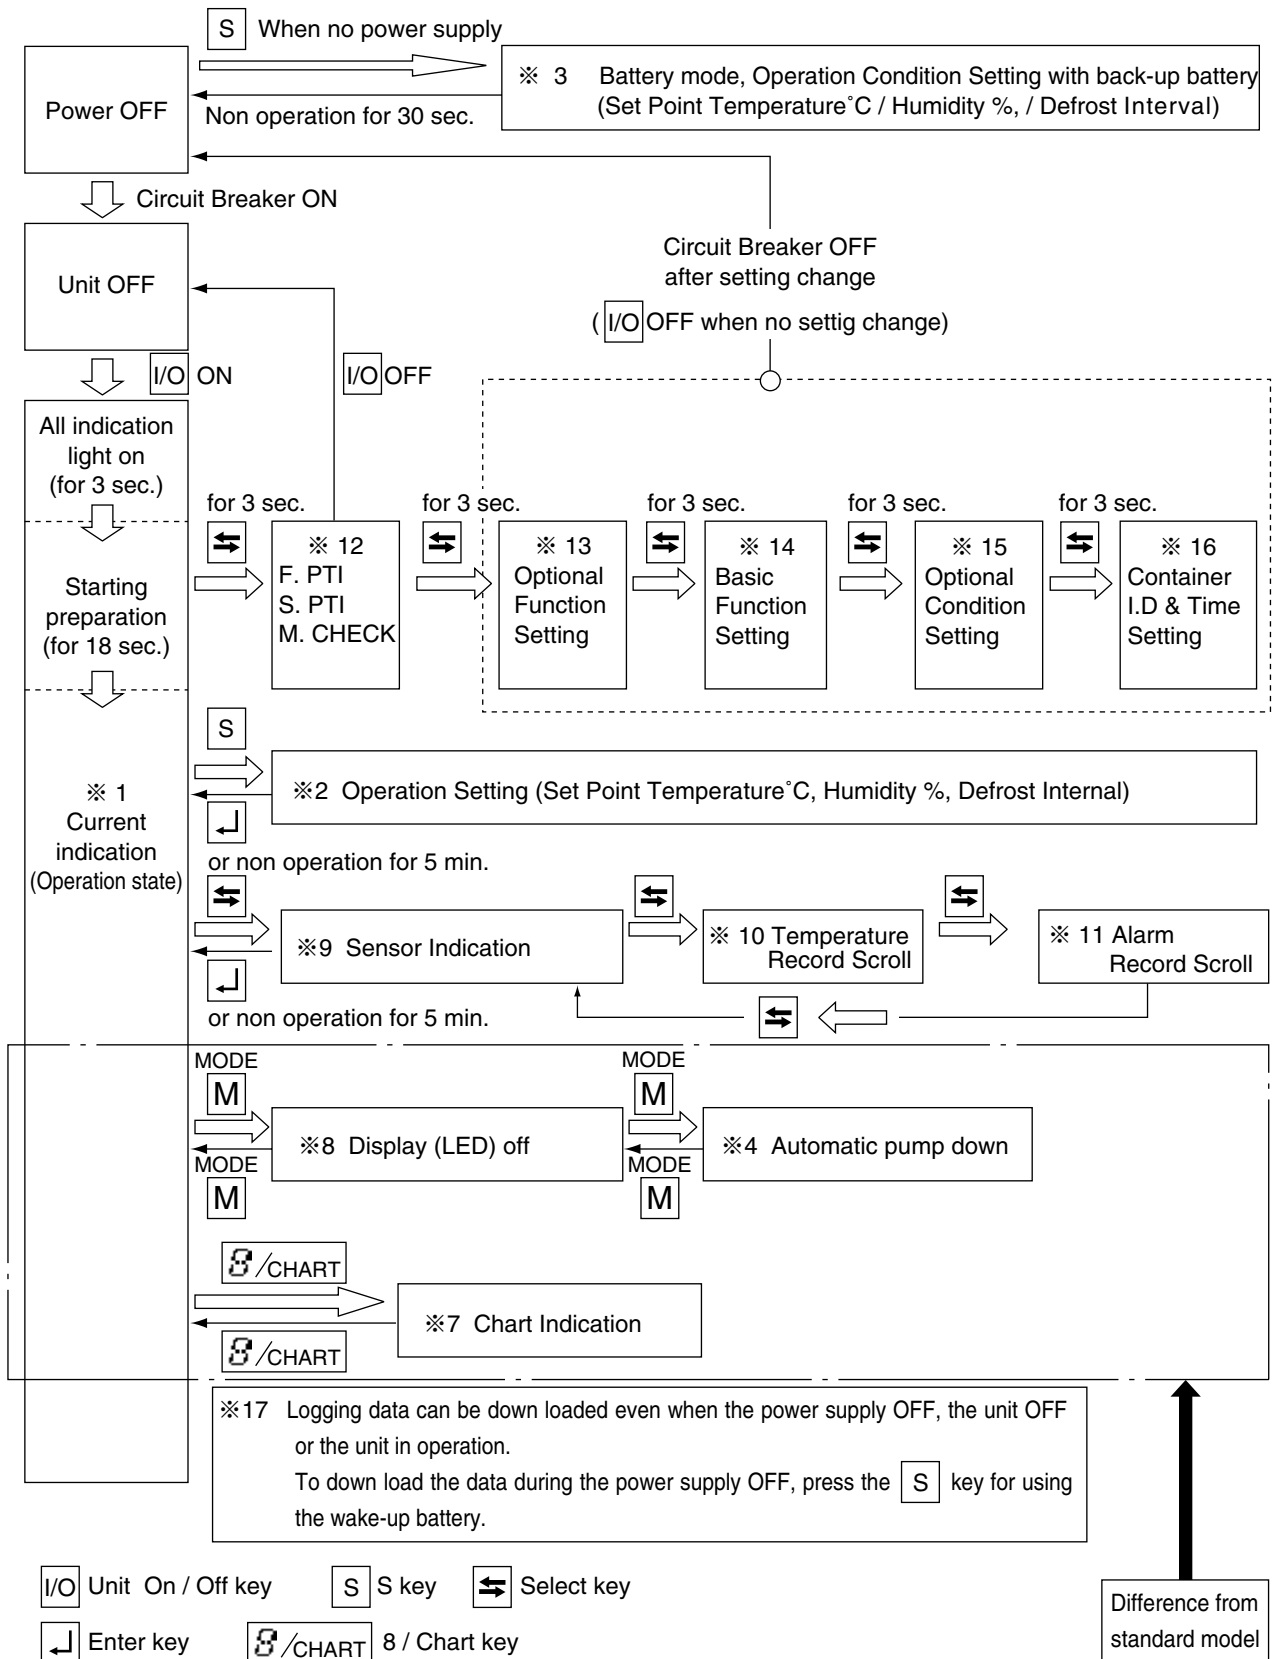 S When no power supply
Power OFF
※ 3 Battery mode, Operation Condition Setting with back-up battery
(Set Point Temperature˚C / Humidity %, / Defrost Interval)
Non operation for 30 sec.
Circuit Breaker ON
Unit OFF
Circuit Breaker OFF
after setting change
( I/O OFF when no settig change)
I/O ON
I/O OFF
All indication
light on
(for 3 sec.)
Starting
preparation
(for 18 sec.)
for 3 sec.
※ 12
F. PTI
S. PTI
M. CHECK
for 3 sec.
※ 13
Optional
Function
Setting
for 3 sec.
※ 14
Basic
Function
Setting
for 3 sec.
※ 15
Optional
Condition
Setting
for 3 sec.
※ 16
Container
I.D & Time
Setting
※ 1
Current
indication
(Operation state)
S
※2 Operation Setting (Set Point Temperature˚C, Humidity %, Defrost Internal)
or non operation for 5 min.
※9 Sensor Indication
※ 10 Temperature
Record Scroll
※ 11 Alarm
Record Scroll
or non operation for 5 min.
MODE
M
※8 Display (LED) off
MODE
M
MODE
M
※4 Automatic pump down
MODE
M
8/CHART
※7 Chart Indication
8/CHART
※17 Logging data can be down loaded even when the power supply OFF, the unit OFF
or the unit in operation.
To down load the data during the power supply OFF, press the S key for using
the wake-up battery.
I/O Unit On / Off key
S S key
⇆ Select key
↵ Enter key
8/CHART 8 / Chart key
Difference from
standard model